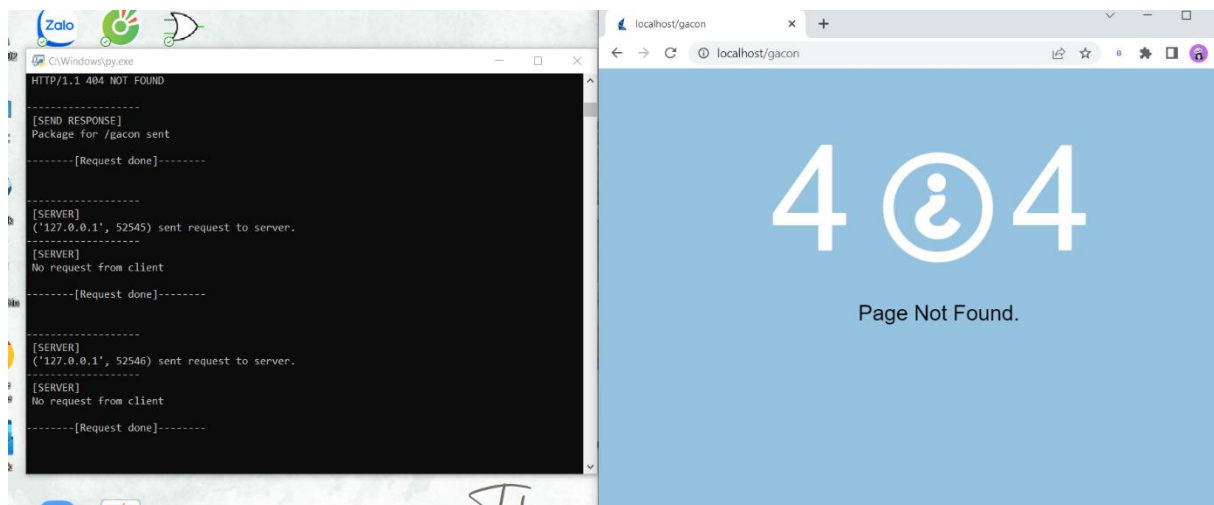 Zalo
C:\Windows\py.exe
HTTP/1.1 404 NOT FOUND
-------------------
[SEND RESPONSE]
Package for /gacon sent
--------[Request done]--------
-------------------
[SERVER]
('127.0.0.1', 52545) sent request to server.
-------------------
[SERVER]
No request from client
--------[Request done]--------
-------------------
[SERVER]
('127.0.0.1', 52546) sent request to server.
-------------------
[SERVER]
No request from client
--------[Request done]--------
localhost/gacon
localhost/gacon
4 4
Page Not Found.